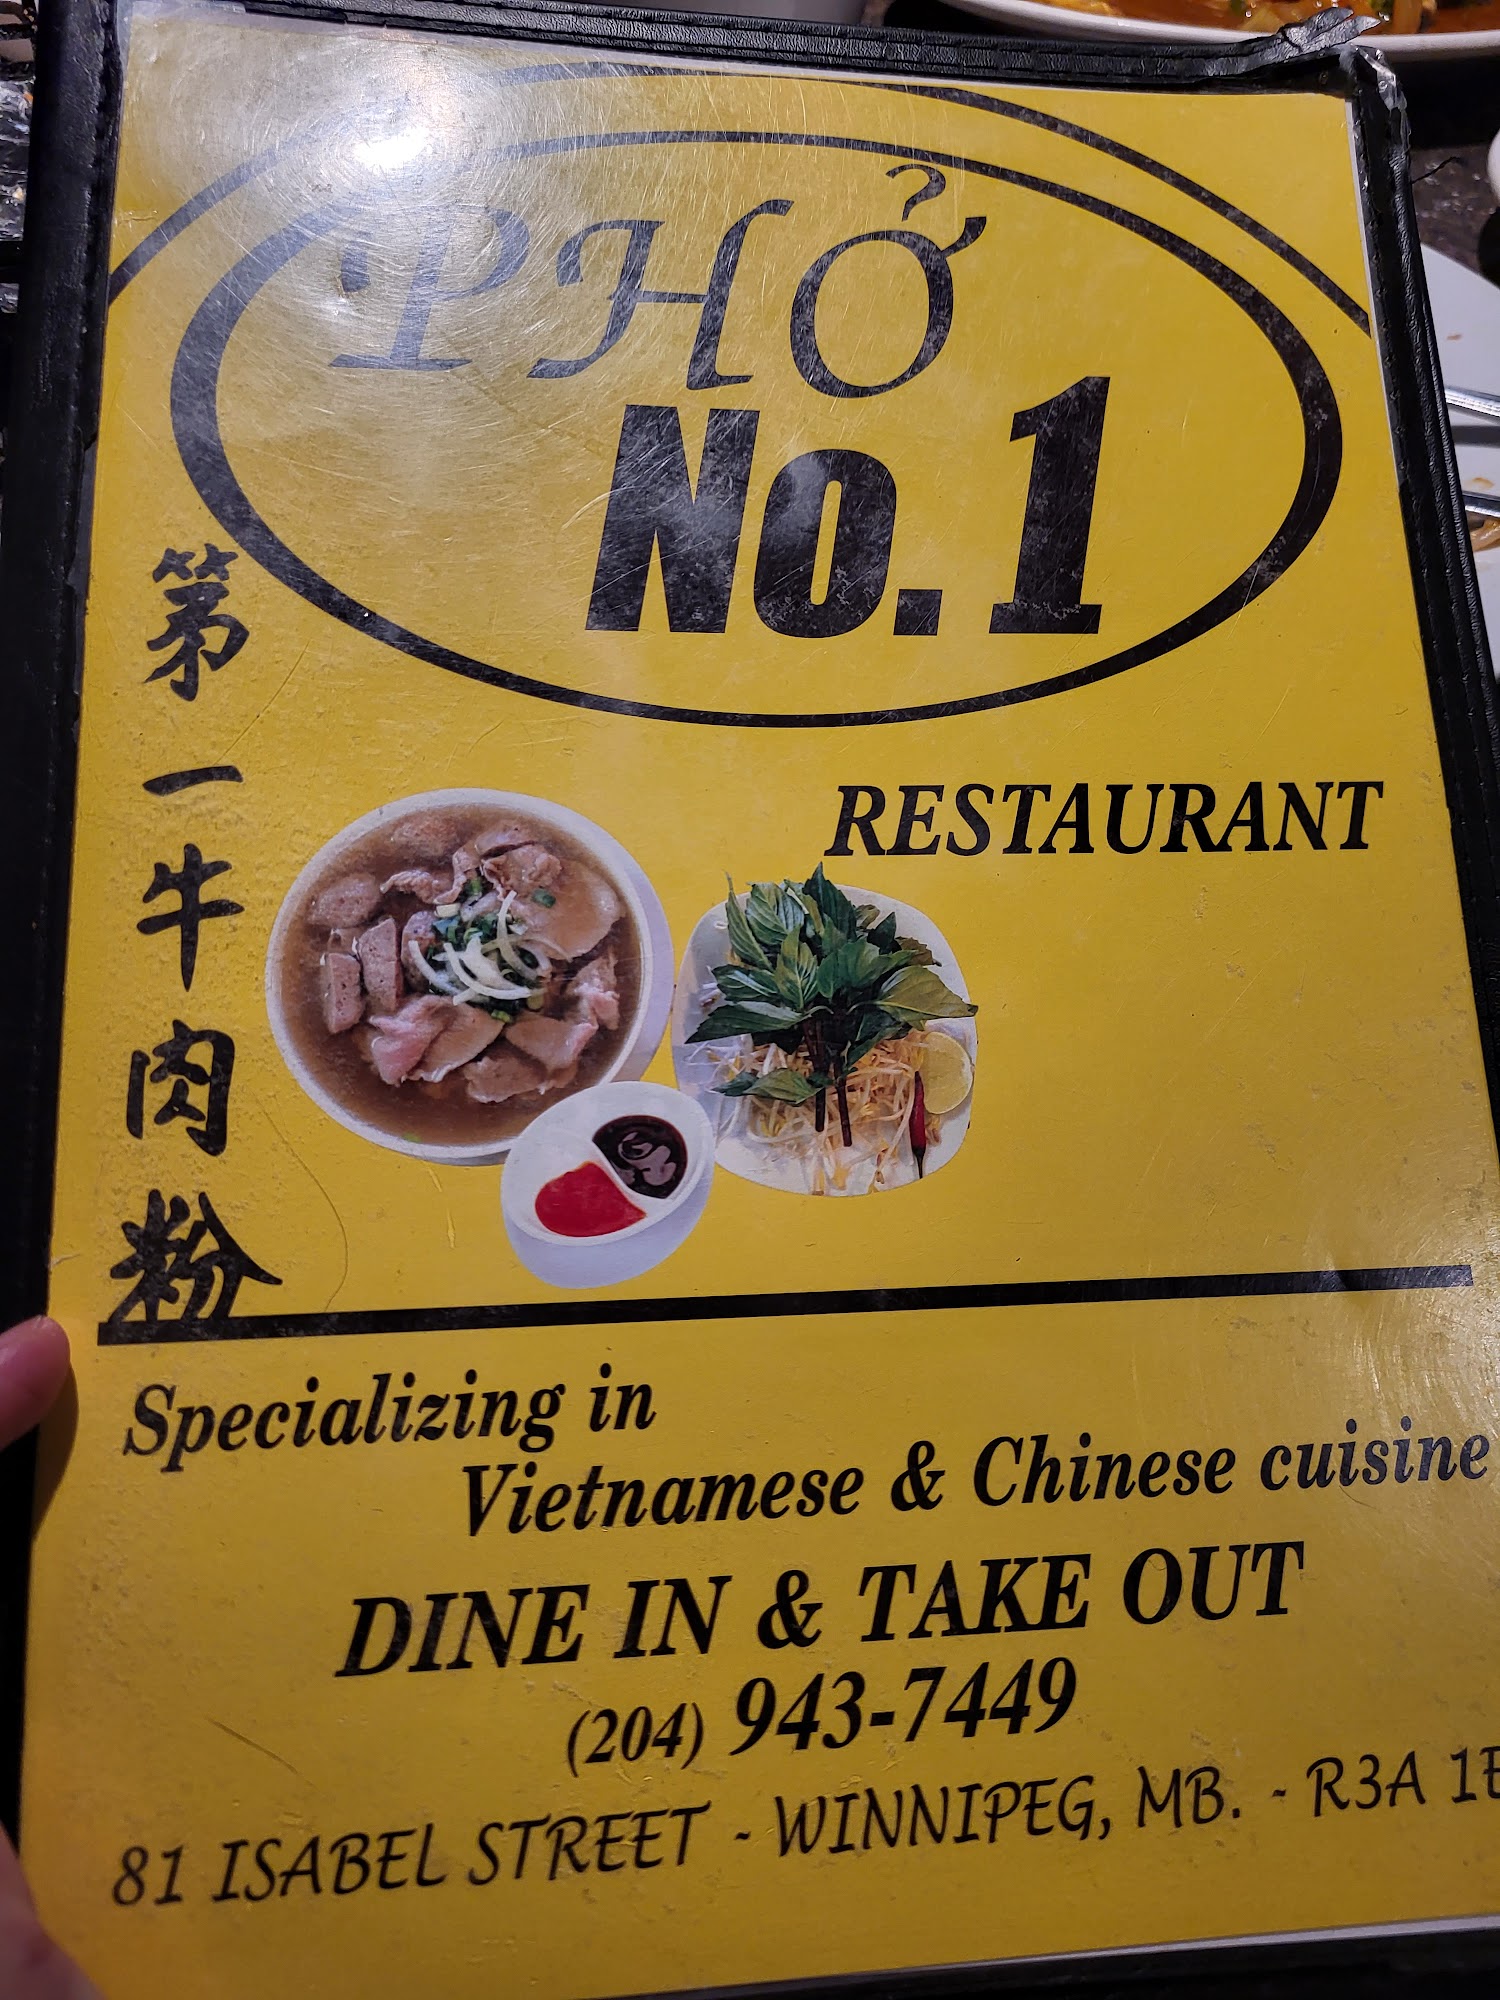 PHỞ
No. 1
第一牛肉粉
RESTAURANT
Specializing in
Vietnamese & Chinese cuisine
DINE IN & TAKE OUT
(204) 943-7449
81 ISABEL STREET - WINNIPEG, MB. - R3A